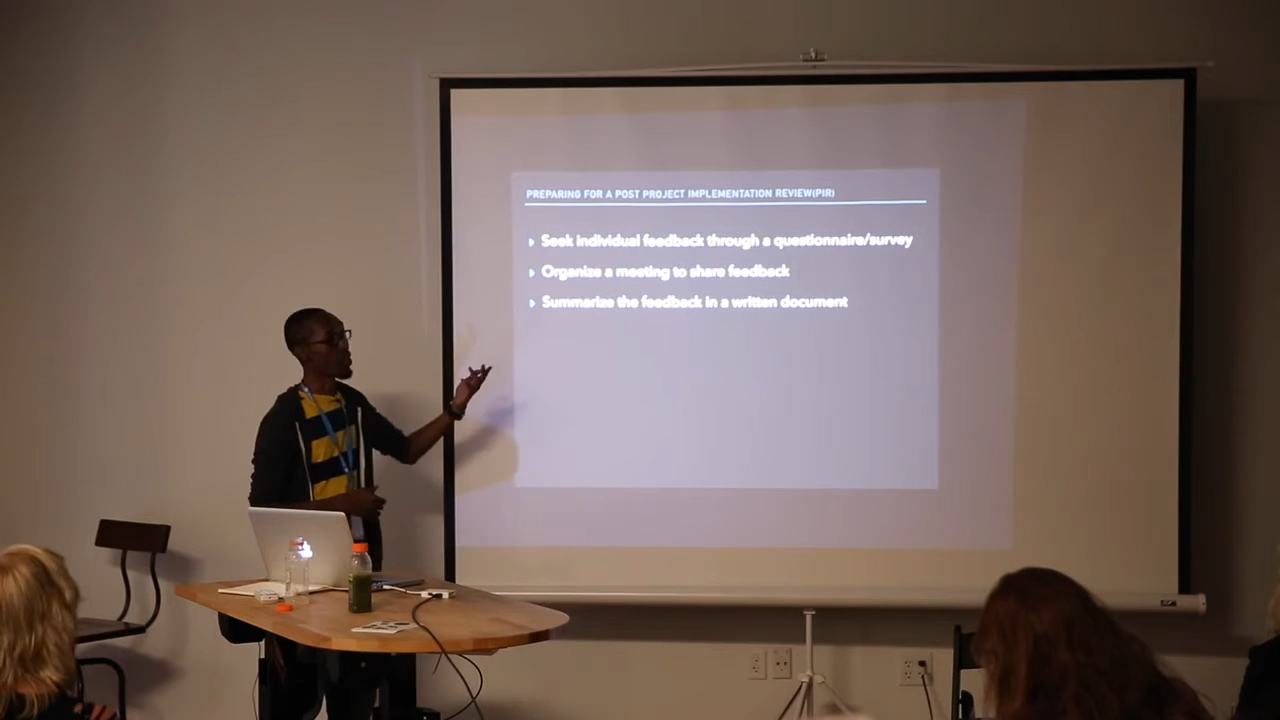 PREPARING FOR A POST PROJECT IMPLEMENTATION REVIEW(PIR)
Seek individual feedback through a questionnaire/survey
Organize a meeting to share feedback
Summarize the feedback in a written document